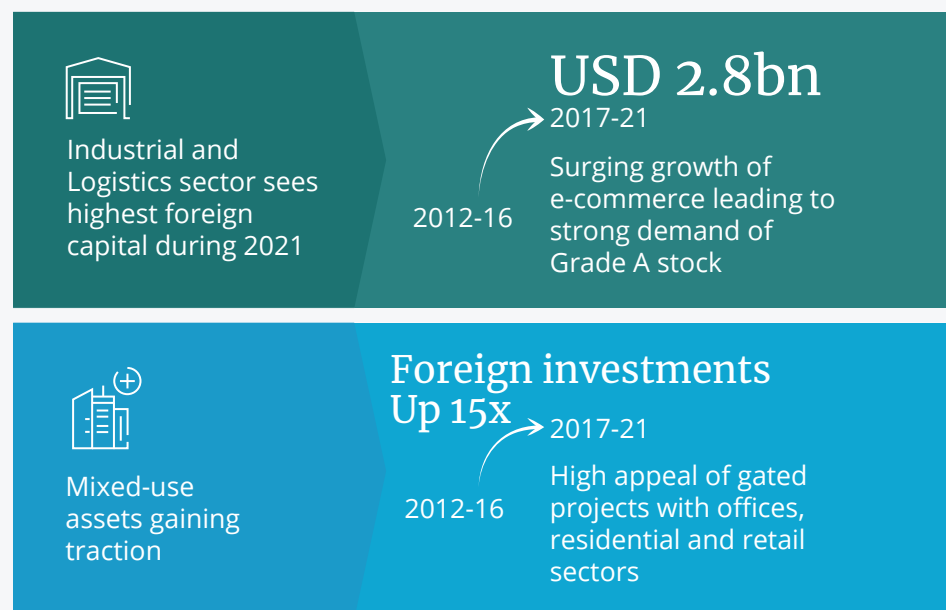 Industrial and
Logistics sector sees
highest foreign
capital during 2021
USD 2.8bn
2017-21
2012-16
Surging growth of
e-commerce leading to
strong demand of
Grade A stock
Mixed-use
assets gaining
traction
Foreign investments
Up 15x
2017-21
2012-16
High appeal of gated
projects with offices,
residential and retail
sectors